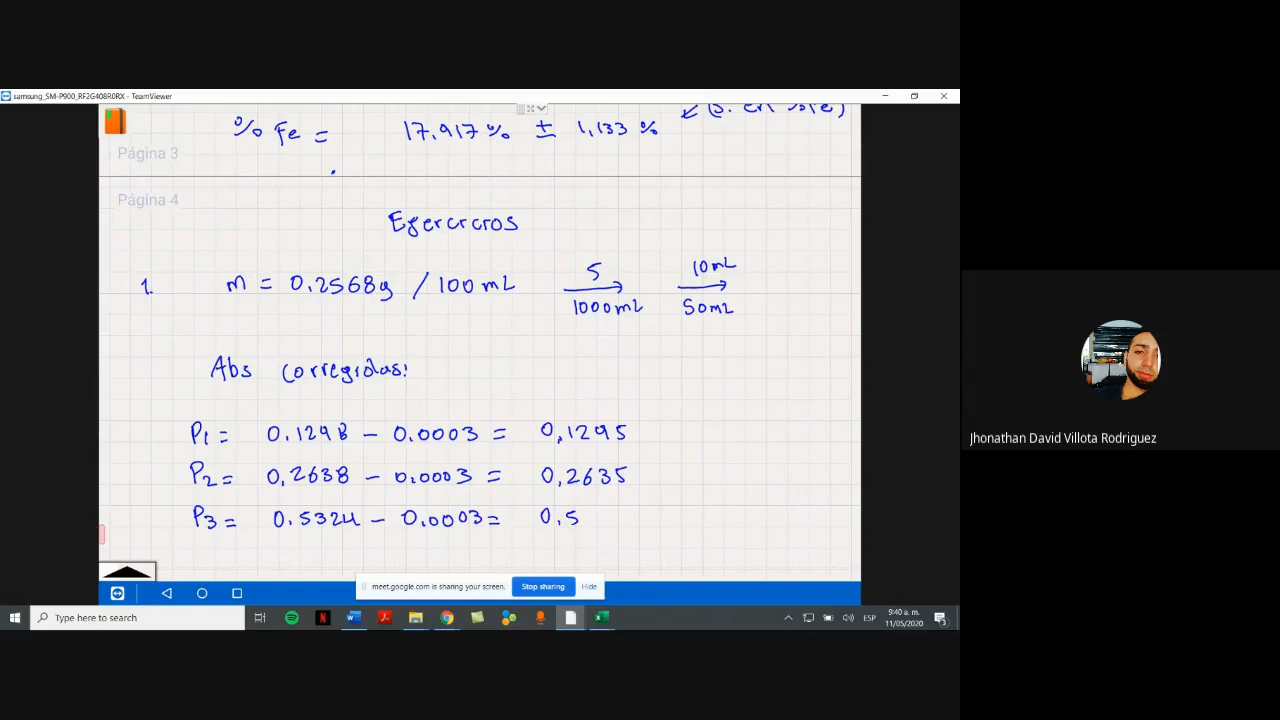 samsung_SM-P900_RF2G408R0RX - TeamViewer
% Fe = 17.917 % ± 1,133 %
Página 3
Página 4
Ejercicios
1. m = 0.2568g / 100 mL 5 1000mL 10mL 50mL
Abs corregidas:
P1 = 0.1298 - 0.0003 = 0,1295
P2 = 0,2638 - 0.0003 = 0,2635
P3 = 0.5324 - 0.0003 = 0,5
meet.google.com is sharing your screen. Stop sharing Hide
Type here to search
ESP
9:40 a. m.
11/05/2020
3
Jhonathan David Villota Rodriguez